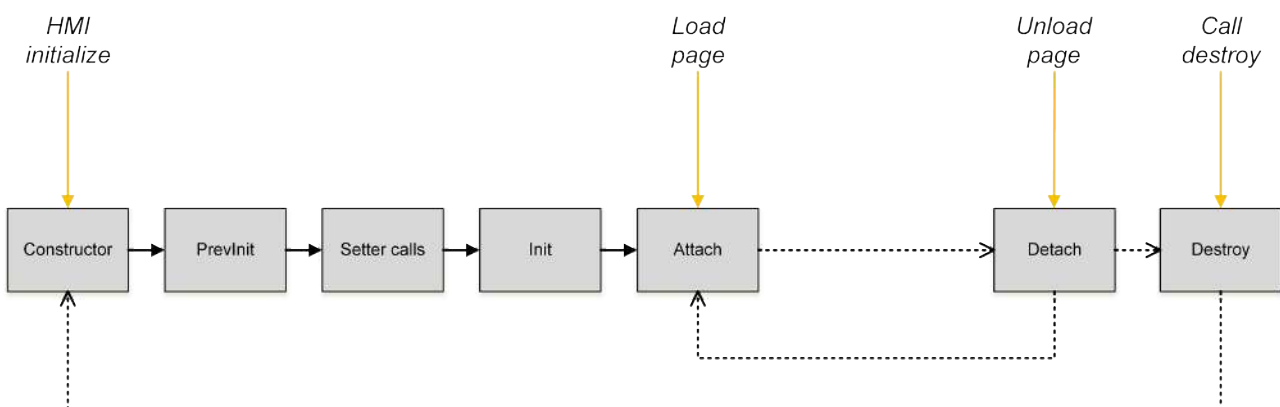 HMI
initialize
Load
page
Unload
page
Call
destroy
Constructor
PrevInit
Setter calls
Init
Attach
Detach
Destroy